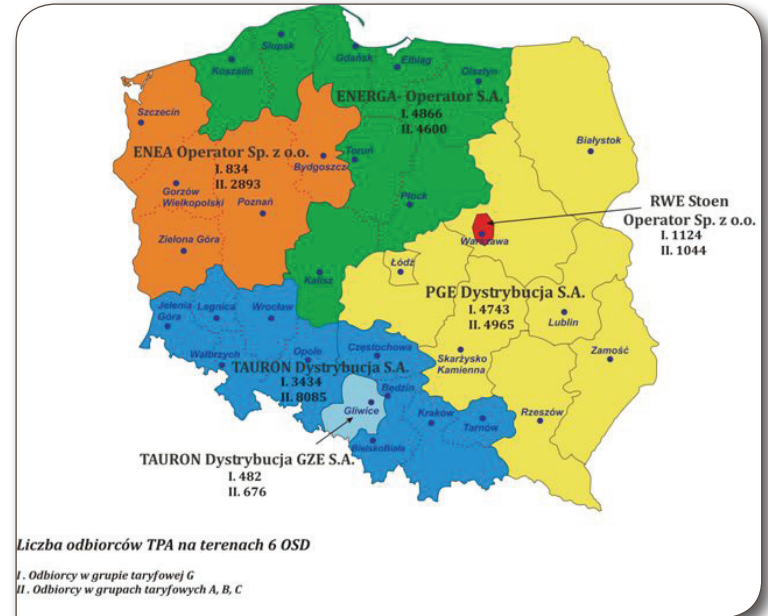 Słupsk
Gdańsk
Elbląg
Koszalin
Olsztyn
ENERGA- Operator S.A.
I. 4866
II. 4600
Szczecin
Białystok
ENEA Operator Sp. z o.o.
I. 834
II. 2893
Toruń
Bydgoszcz
Gorzów
Wielkopolski
Poznań
Płock
RWE Stoen
Operator Sp. z o.o.
I. 1124
II. 1044
Warszawa
Zielona Góra
Łódź
Kalisz
PGE Dystrybucja S.A.
I. 4743
II. 4965
Jelenia
Góra
Legnica
Wrocław
Lublin
Wałbrzych
Opole
Częstochowa
Skarżysko
Kamienna
Zamość
TAURON Dystrybucja S.A.
I. 3434
II. 8085
Będzin
Gliwice
Kraków
Tarnów
Rzeszów
BielskoBiała
TAURON Dystrybucja GZE S.A.
I. 482
II. 676
Liczba odbiorców TPA na terenach 6 OSD
I . Odbiorcy w grupie taryfowej G
II . Odbiorcy w grupach taryfowych A, B, C